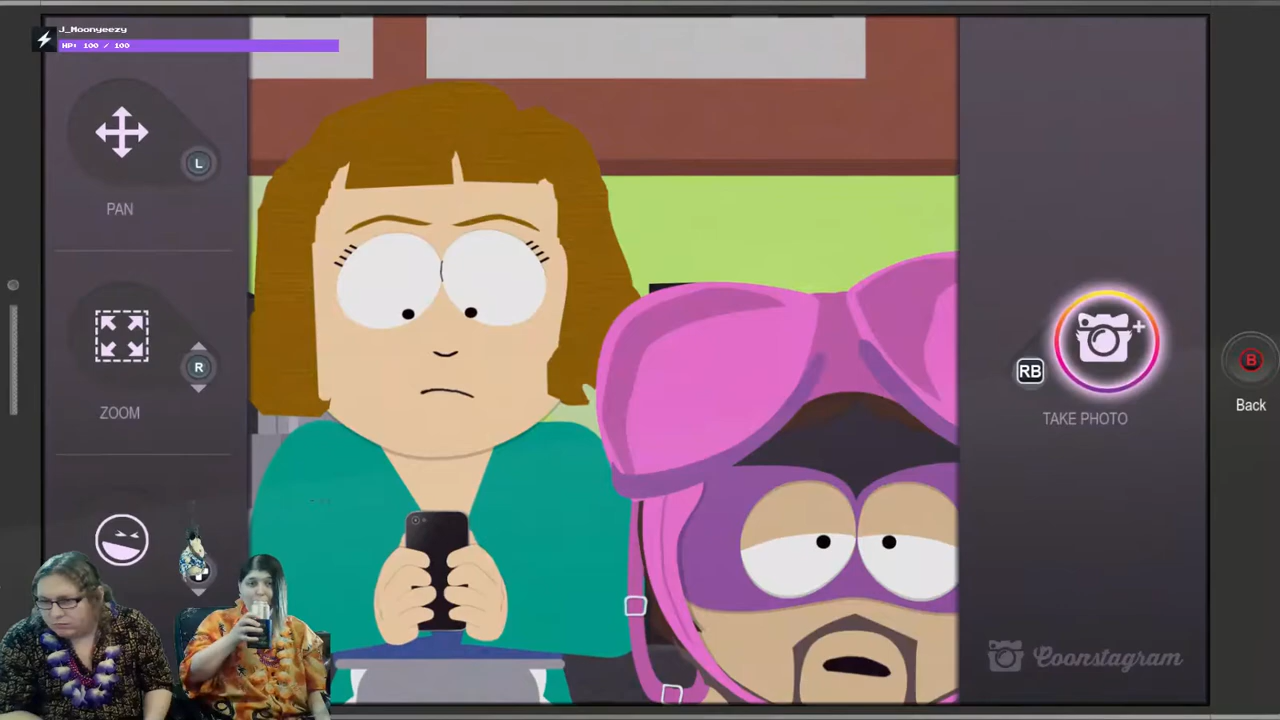 J_Moonyeezy
HP: 100 / 100
L
PAN
R
ZOOM
RB
TAKE PHOTO
B
Back
Coonstagram